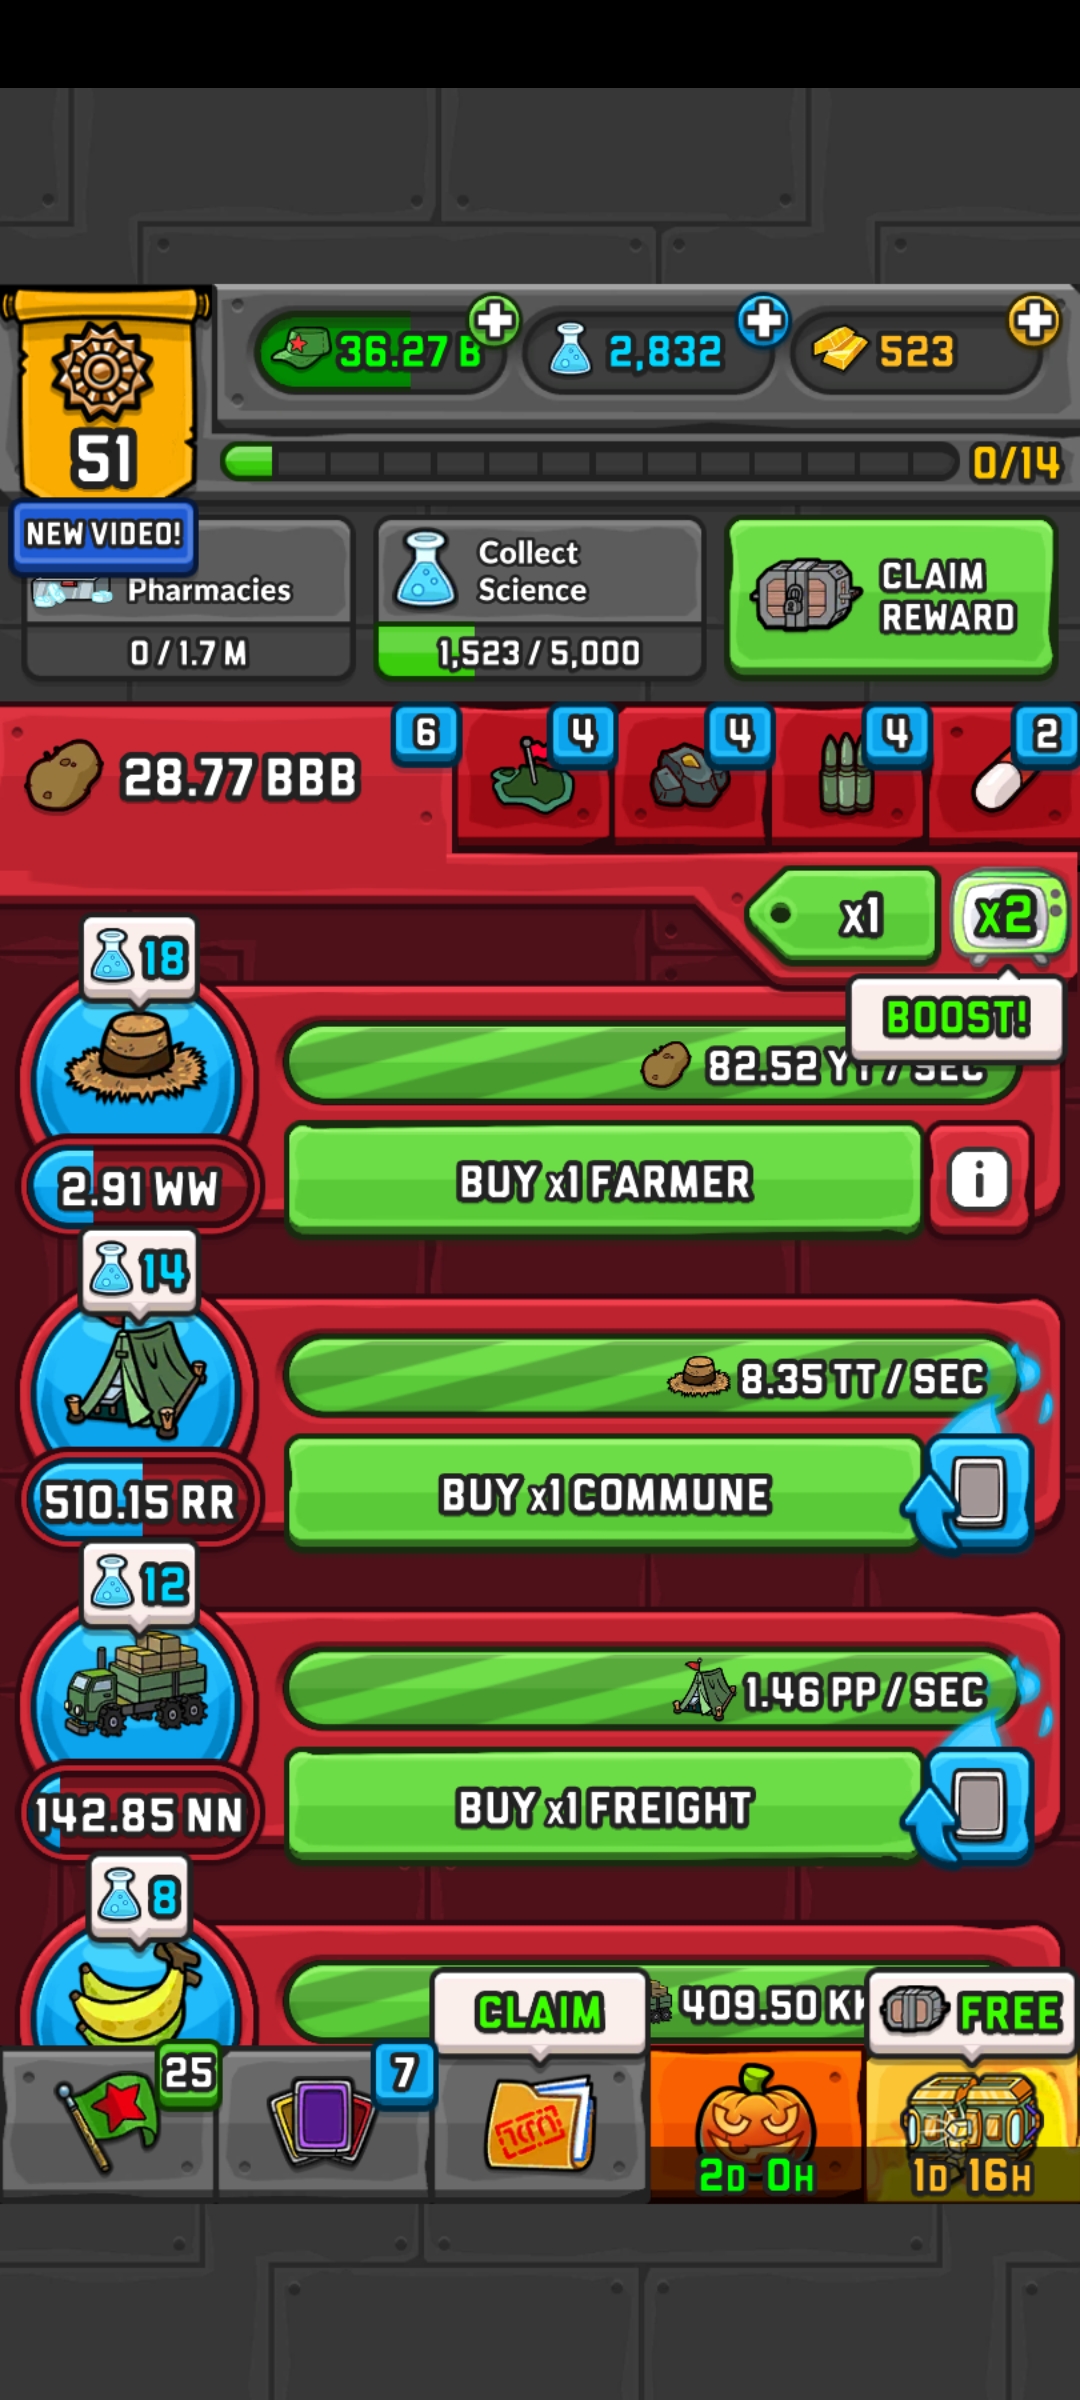 36.27 B
2,832
523
51
0/14
NEW VIDEO!
Pharmacies
0 / 1.7 M
Collect
Science
1,523 / 5,000
CLAIM
REWARD
28.77 BBB
6
4
4
4
2
x1
x2
BOOST!
18
82.52 YY / SEC
2.91 WW
BUY x1 FARMER
i
14
8.35 TT / SEC
510.15 RR
BUY x1 COMMUNE
12
1.46 PP / SEC
142.85 NN
BUY x1 FREIGHT
8
409.50
CLAIM
FREE
25
7
2D 0H
1D 16H